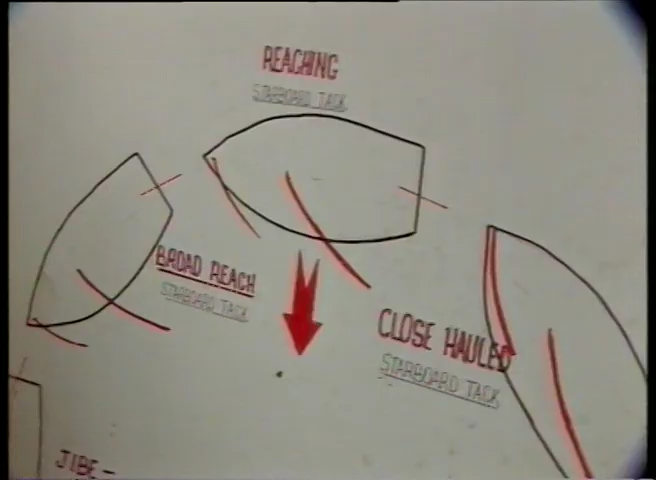 REACHING
STARBOARD TACK
BROAD REACH
STARBOARD TACK
CLOSE HAULED
STARBOARD TACK
JIBE-